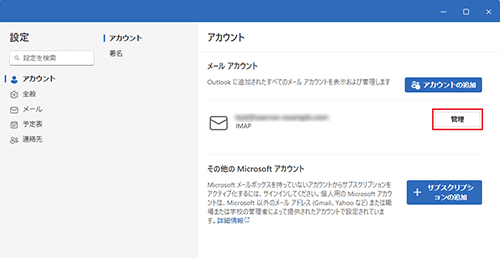 設定
設定を検索
アカウント
全般
メール
予定表
連絡先
アカウント
署名
アカウント
メール アカウント
Outlook に追加されたすべてのメール アカウントを表示および管理します
アカウントの追加
IMAP
管理
その他の Microsoft アカウント
Microsoft メールボックスを持っていないアカウントからサブスクリプションを
アクティブ化するには、サインインしてください。個人用の Microsoft アカ
ウントは、Microsoft 以外のメール アドレス (Gmail、Yahoo など) または職
場または学校の管理者によって提供されたアカウントで設定されていま
す。詳細情報
サブスクリプ
ションの追加